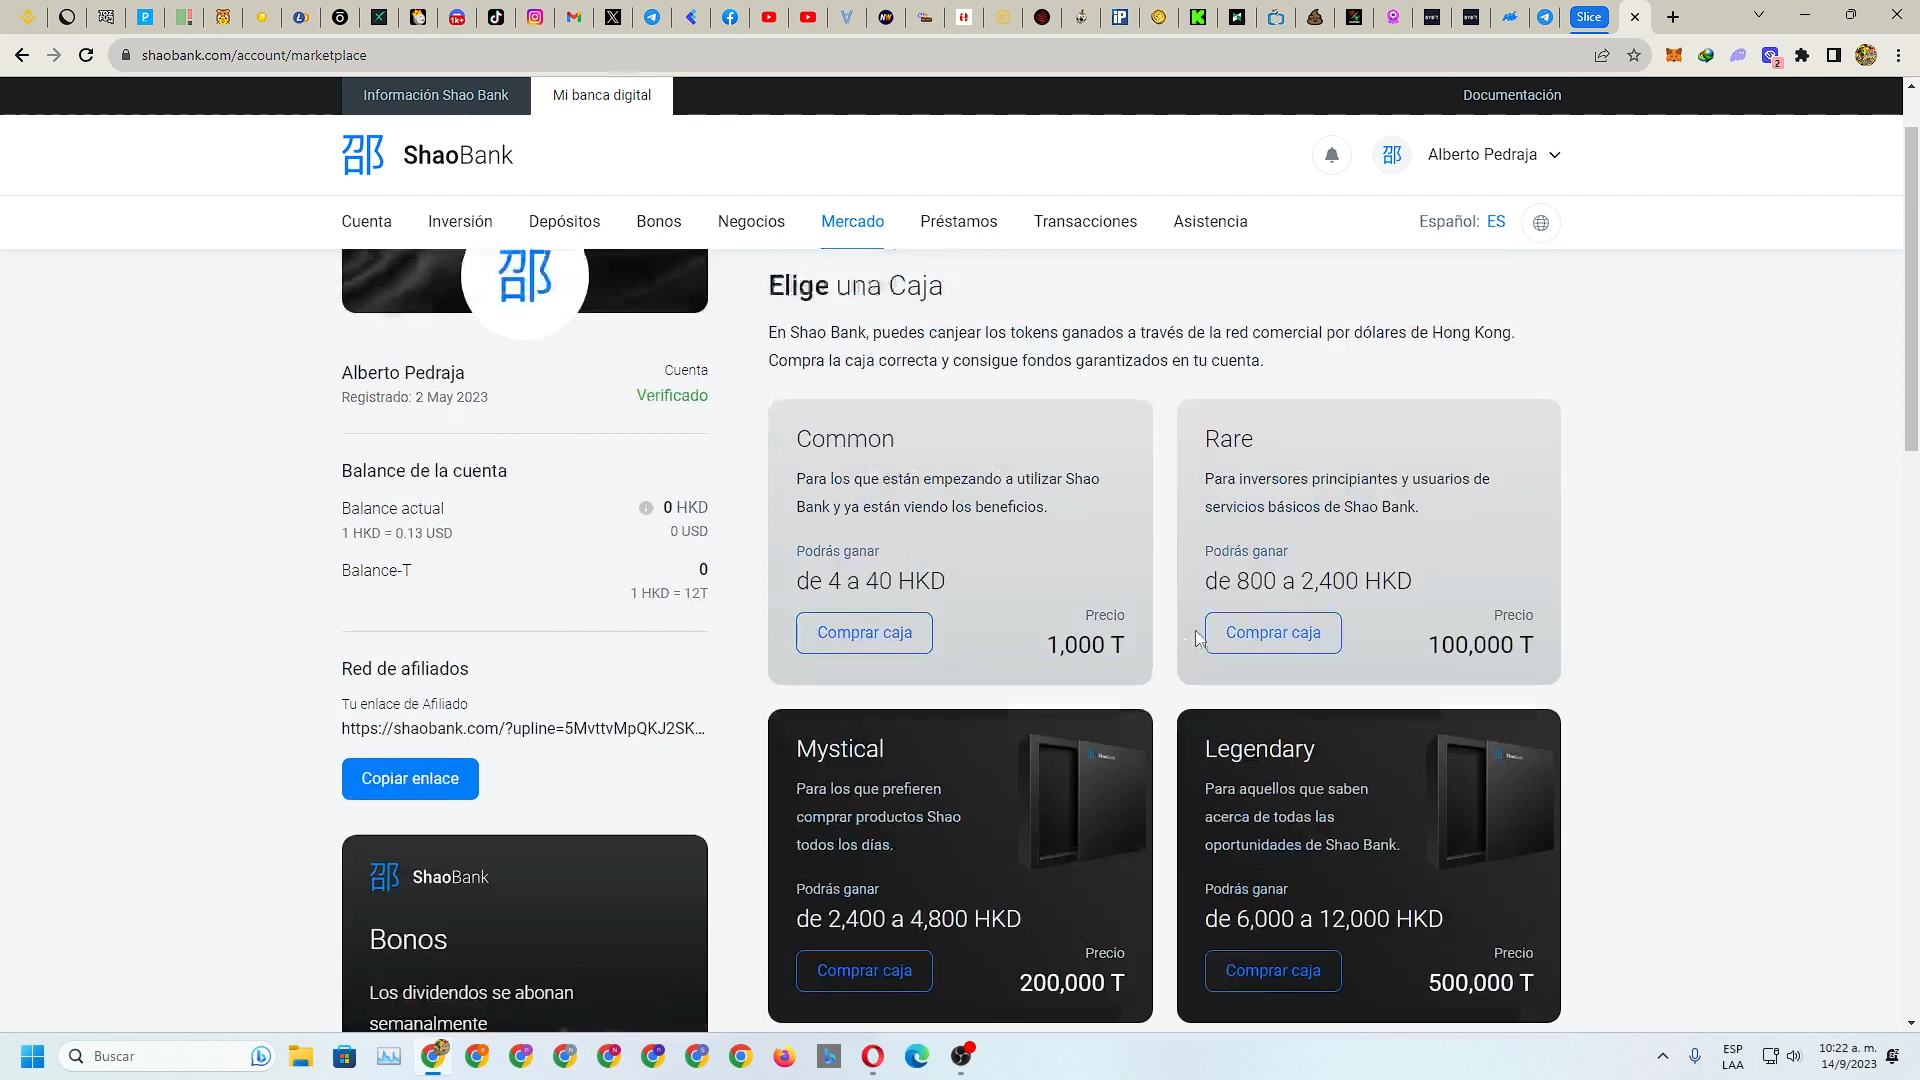 Slice
shaobank.com/account/marketplace
2
Información Shao Bank
Mi banca digital
Documentación
邵 ShaoBank
邵
Alberto Pedraja
Cuenta
Inversión
Depósitos
Bonos
Negocios
Mercado
Préstamos
Transacciones
Asistencia
Español: ES
邵
Alberto Pedraja
Cuenta
Registrado: 2 May 2023
Verificado
Balance de la cuenta
Balance actual
0 HKD
1 HKD = 0.13 USD
0 USD
Balance-T
0
1 HKD = 12T
Red de afiliados
Tu enlace de Afiliado
https://shaobank.com/?upline=5MvttvMpQKJ2SK...
Copiar enlace
邵 ShaoBank
Bonos
Los dividendos se abonan
semanalmente
Elige una Caja
En Shao Bank, puedes canjear los tokens ganados a través de la red comercial por dólares de Hong Kong.
Compra la caja correcta y consigue fondos garantizados en tu cuenta.
Common
Para los que están empezando a utilizar Shao
Bank y ya están viendo los beneficios.
Podrás ganar
de 4 a 40 HKD
Comprar caja
Precio
1,000 T
Rare
Para inversores principiantes y usuarios de
servicios básicos de Shao Bank.
Podrás ganar
de 800 a 2,400 HKD
Comprar caja
Precio
100,000 T
Mystical
Para los que prefieren
comprar productos Shao
todos los días.
Podrás ganar
de 2,400 a 4,800 HKD
Comprar caja
Precio
200,000 T
Legendary
Para aquellos que saben
acerca de todas las
oportunidades de Shao Bank.
Podrás ganar
de 6,000 a 12,000 HKD
Comprar caja
Precio
500,000 T
Buscar
ESP
LAA
10:22 a. m.
14/9/2023